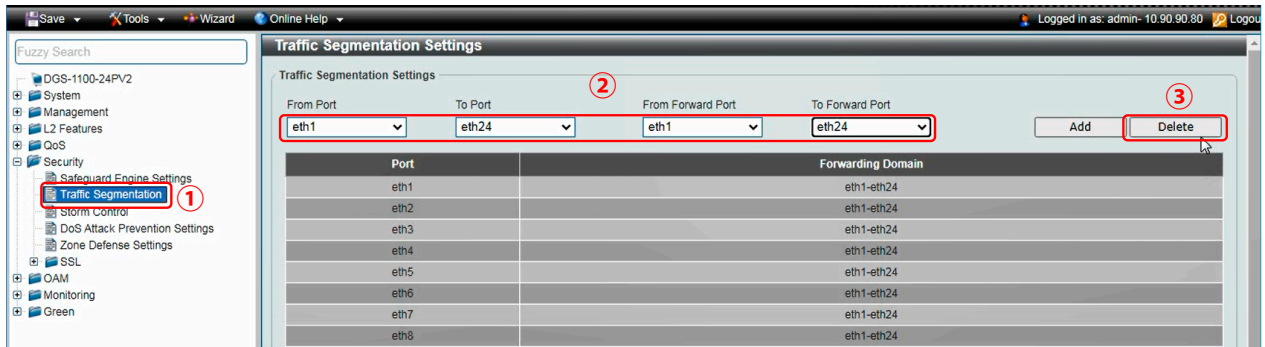 Save Tools Wizard Online Help Logged in as: admin- 10.90.90.80 Logou
Fuzzy Search
DGS-1100-24PV2
System
Management
L2 Features
QoS
Security
Safeguard Engine Settings
Traffic Segmentation ①
Storm Control
DoS Attack Prevention Settings
Zone Defense Settings
SSL
OAM
Monitoring
Green
Traffic Segmentation Settings
Traffic Segmentation Settings
② ③
From Port To Port From Forward Port To Forward Port
eth1 eth24 eth1 eth24 Add Delete
Port Forwarding Domain
eth1 eth1-eth24
eth2 eth1-eth24
eth3 eth1-eth24
eth4 eth1-eth24
eth5 eth1-eth24
eth6 eth1-eth24
eth7 eth1-eth24
eth8 eth1-eth24